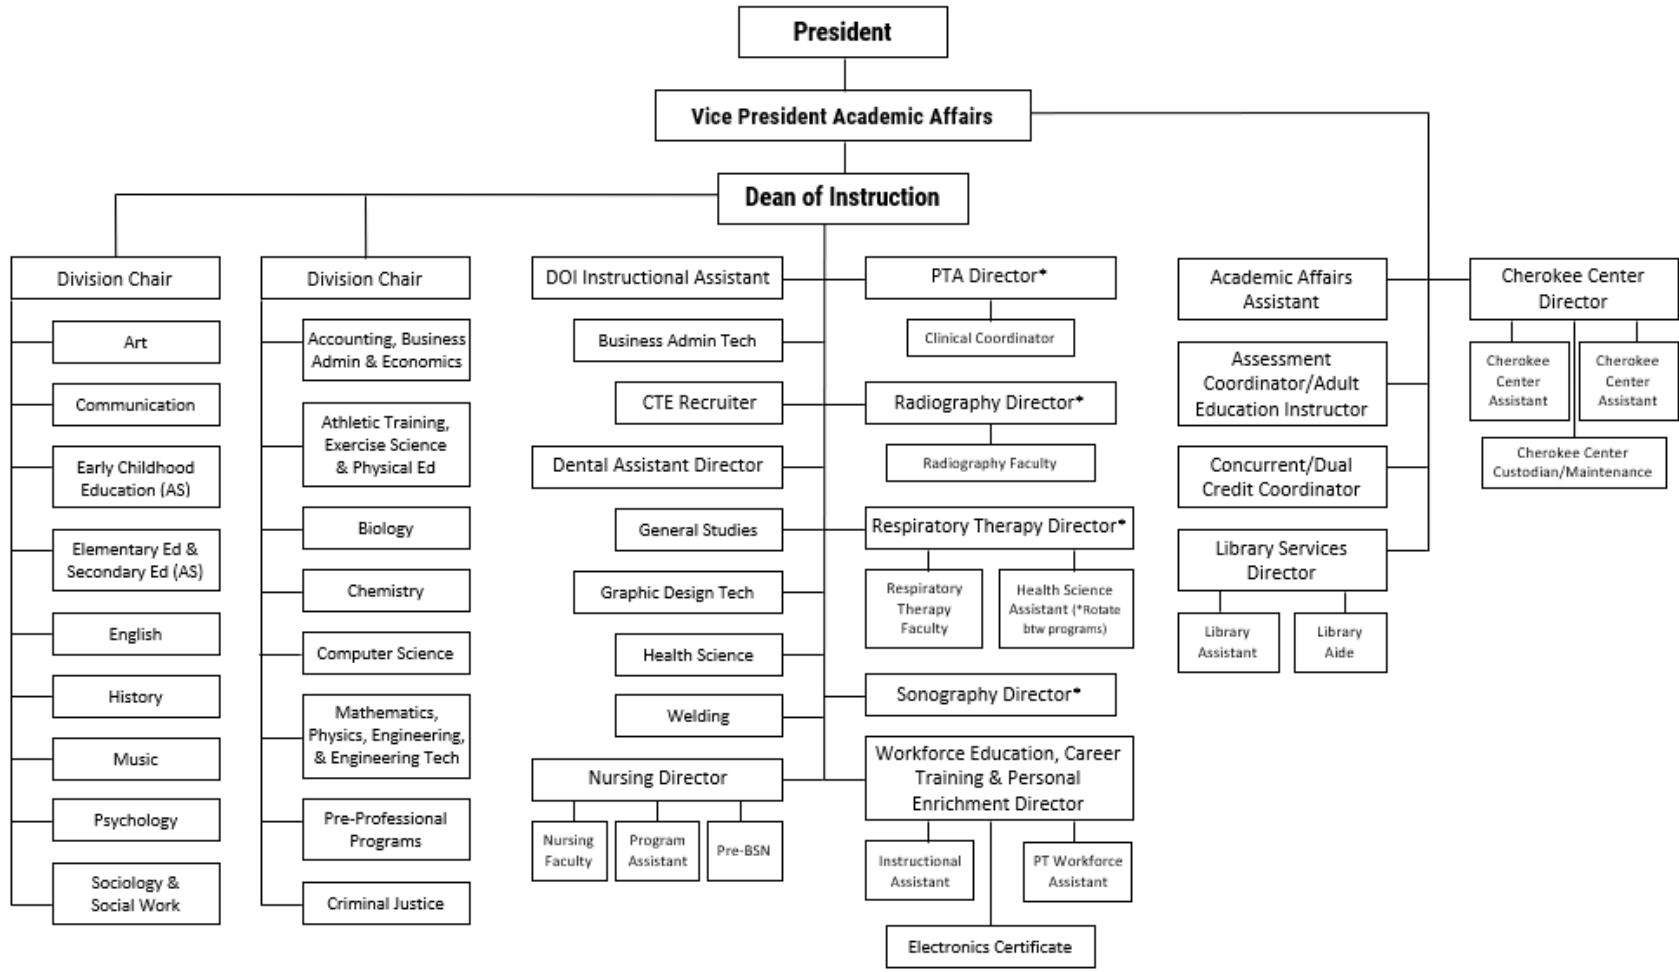 President
Vice President Academic Affairs
Dean of Instruction
Division Chair
Art
Communication
Early Childhood
Education (AS)
Elementary Ed &
Secondary Ed (AS)
English
History
Music
Psychology
Sociology &
Social Work
Division Chair
Accounting, Business
Admin & Economics
Athletic Training,
Exercise Science
& Physical Ed
Biology
Chemistry
Computer Science
Mathematics,
Physics, Engineering,
& Engineering Tech
Pre-Professional
Programs
Criminal Justice
DOI Instructional Assistant
Business Admin Tech
CTE Recruiter
Dental Assistant Director
General Studies
Graphic Design Tech
Health Science
Welding
Nursing Director
Nursing
Faculty
Program
Assistant
Pre-BSN
PTA Director*
Clinical Coordinator
Radiography Director*
Radiography Faculty
Respiratory Therapy Director*
Respiratory
Therapy
Faculty
Health Science
Assistant (*Rotate
btw programs)
Sonography Director*
Workforce Education, Career
Training & Personal
Enrichment Director
Instructional
Assistant
PT Workforce
Assistant
Electronics Certificate
Academic Affairs
Assistant
Assessment
Coordinator/Adult
Education Instructor
Concurrent/Dual
Credit Coordinator
Library Services
Director
Library
Assistant
Library
Aide
Cherokee Center
Director
Cherokee
Center
Assistant
Cherokee
Center
Assistant
Cherokee Center
Custodian/Maintenance